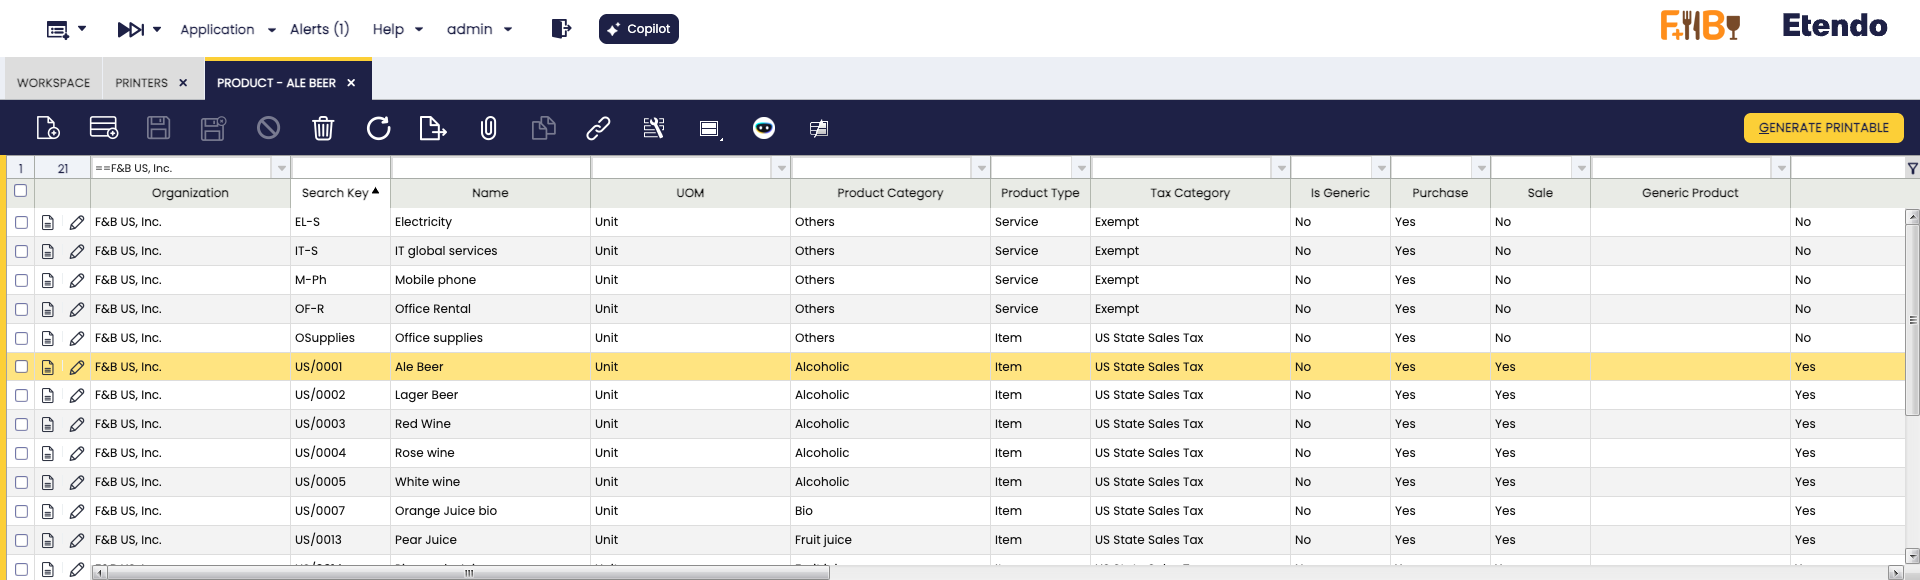 Application Alerts (1) Help admin Copilot F&B Etendo
WORKSPACE PRINTERS PRODUCT - ALE BEER
GENERATE PRINTABLE
1 21 ==F&B US, Inc.
Organization Search Key Name UOM Product Category Product Type Tax Category Is Generic Purchase Sale Generic Product
F&B US, Inc. EL-S Electricity Unit Others Service Exempt No Yes No No
F&B US, Inc. IT-S IT global services Unit Others Service Exempt No Yes No No
F&B US, Inc. M-Ph Mobile phone Unit Others Service Exempt No Yes No No
F&B US, Inc. OF-R Office Rental Unit Others Service Exempt No Yes No No
F&B US, Inc. OSupplies Office supplies Unit Others Item US State Sales Tax No Yes No No
F&B US, Inc. US/0001 Ale Beer Unit Alcoholic Item US State Sales Tax No Yes Yes Yes
F&B US, Inc. US/0002 Lager Beer Unit Alcoholic Item US State Sales Tax No Yes Yes Yes
F&B US, Inc. US/0003 Red Wine Unit Alcoholic Item US State Sales Tax No Yes Yes Yes
F&B US, Inc. US/0004 Rose wine Unit Alcoholic Item US State Sales Tax No Yes Yes Yes
F&B US, Inc. US/0005 White wine Unit Alcoholic Item US State Sales Tax No Yes Yes Yes
F&B US, Inc. US/0007 Orange Juice bio Unit Bio Item US State Sales Tax No Yes Yes Yes
F&B US, Inc. US/0013 Pear Juice Unit Fruit juice Item US State Sales Tax No Yes Yes Yes